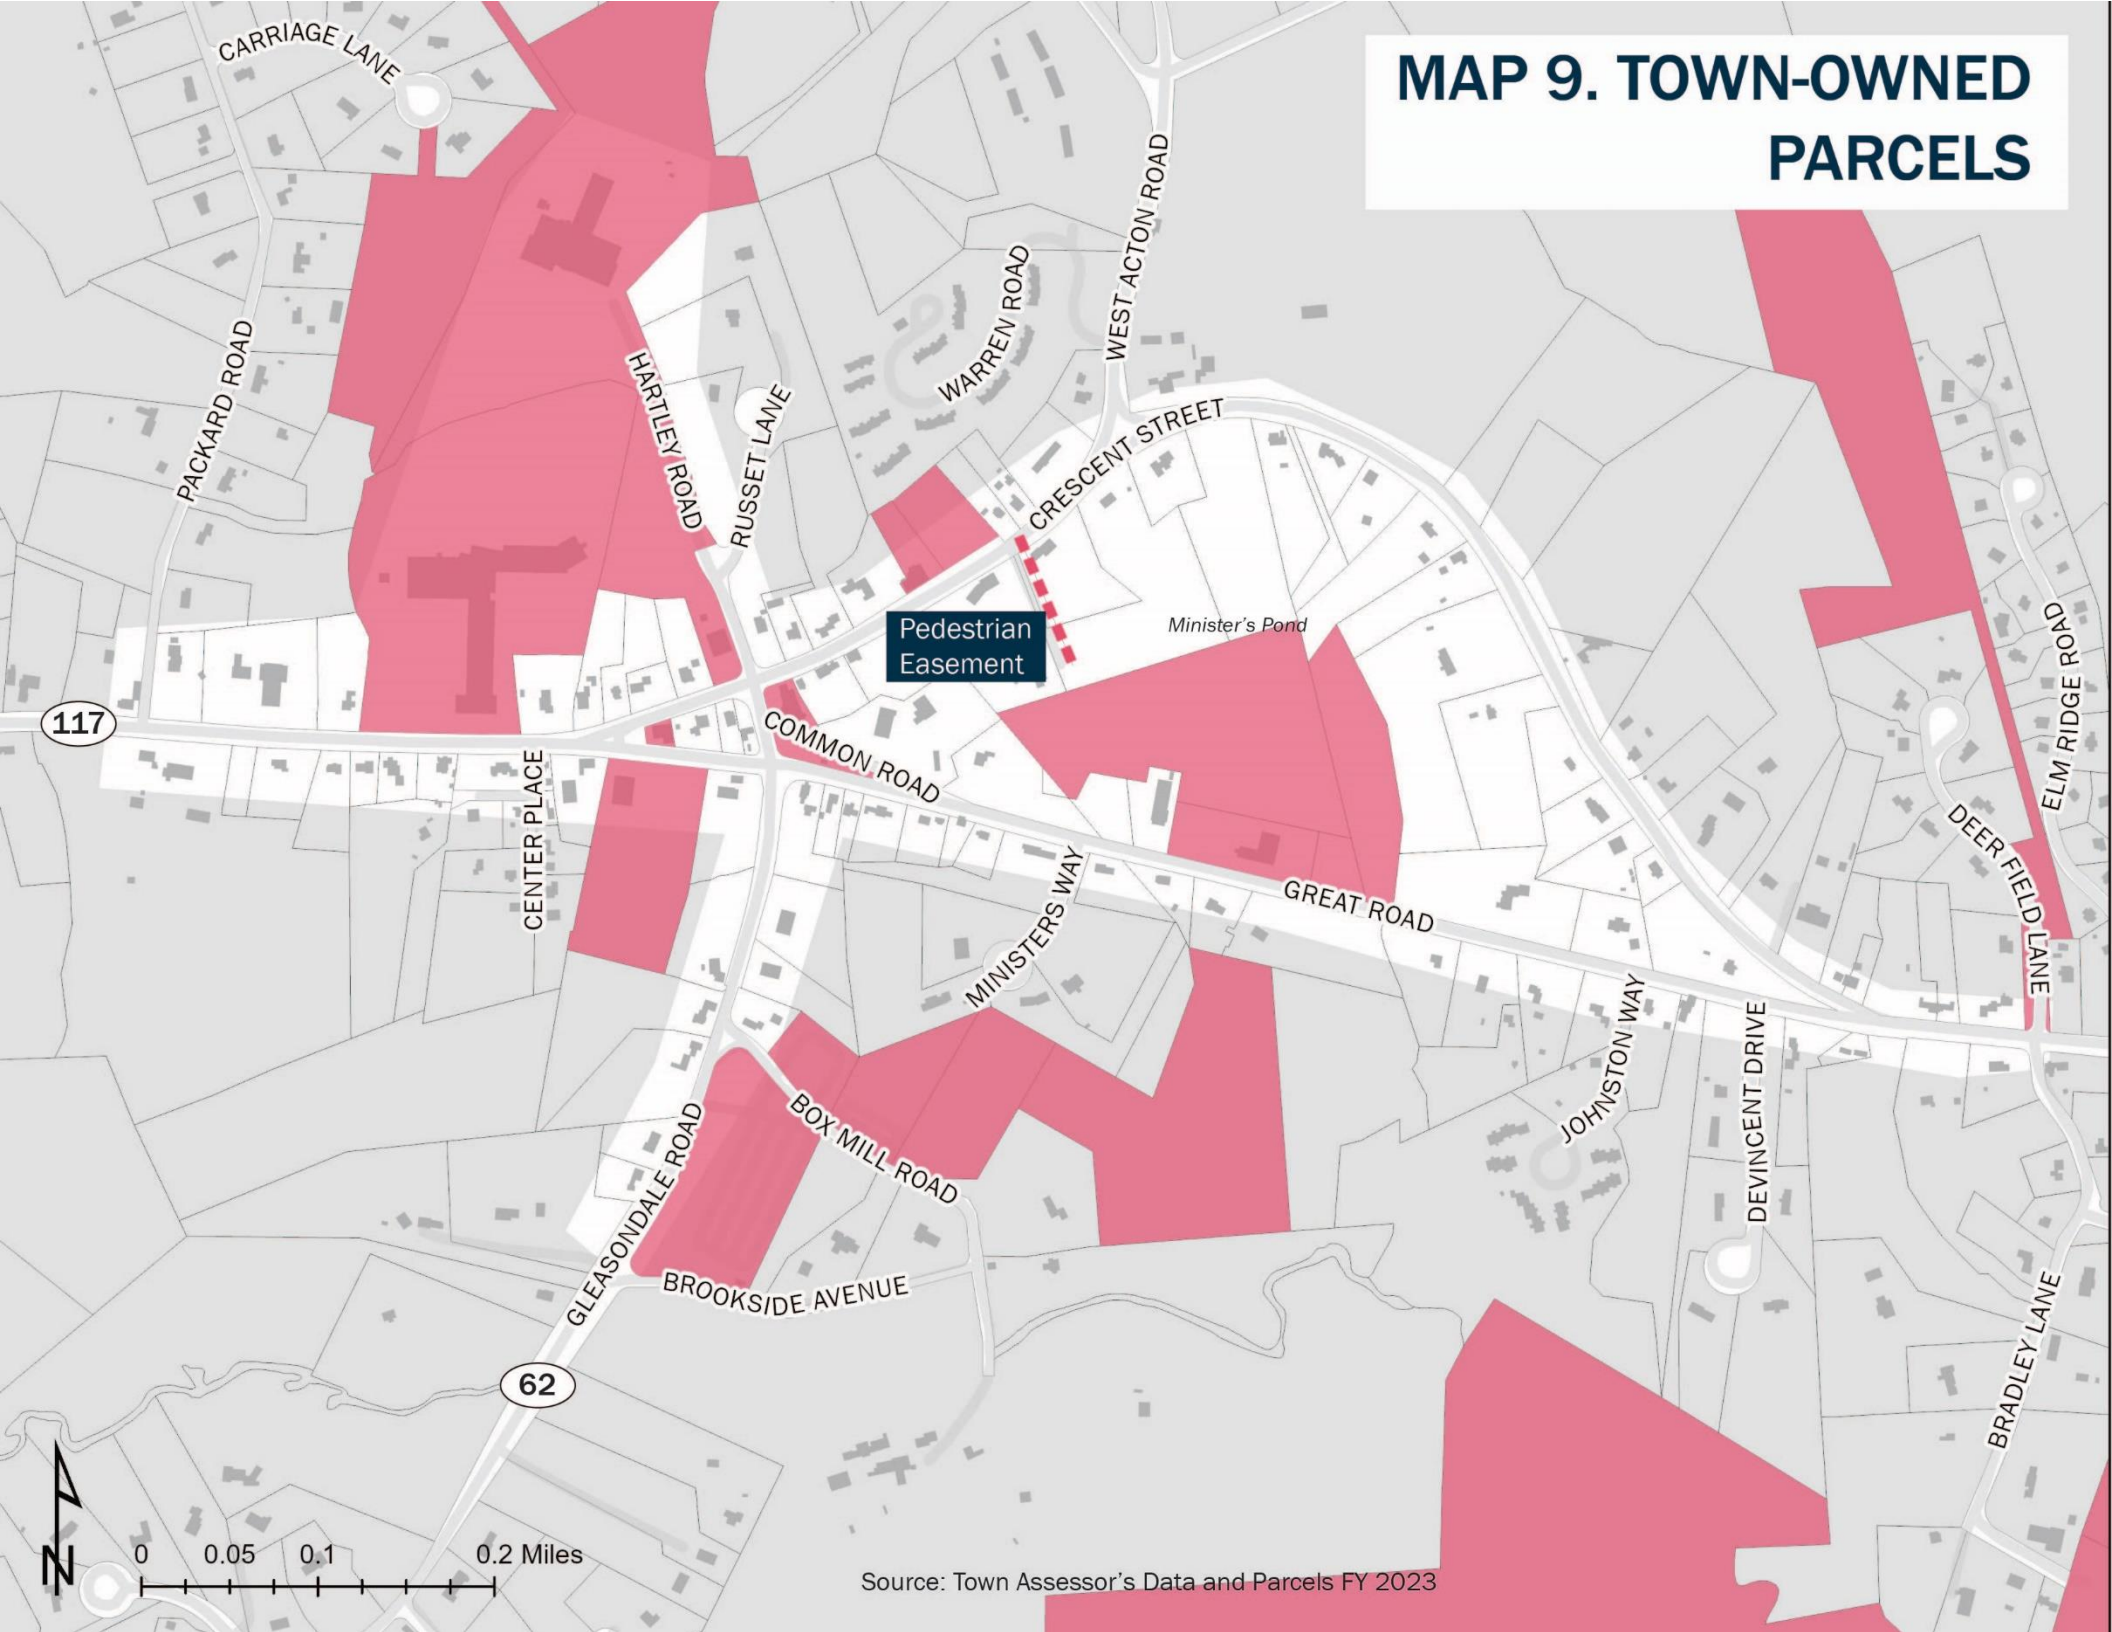 MAP 9. TOWN-OWNED
PARCELS
CARRIAGE LANE
WEST ACTON ROAD
WARREN ROAD
PACKARD ROAD
HARTLEY ROAD
RUSSET LANE
CRESCENT STREET
Pedestrian
Easement
Minister's Pond
ELM RIDGE ROAD
117
COMMON ROAD
CENTER PLACE
DEER FIELD LANE
MINISTERS WAY
GREAT ROAD
JOHNSTON WAY
DEVINCENT DRIVE
BOX MILL ROAD
GLEASONDALE ROAD
BROOKSIDE AVENUE
BRADLEY LANE
62
N
0 0.05 0.1 0.2 Miles
Source: Town Assessor's Data and Parcels FY 2023